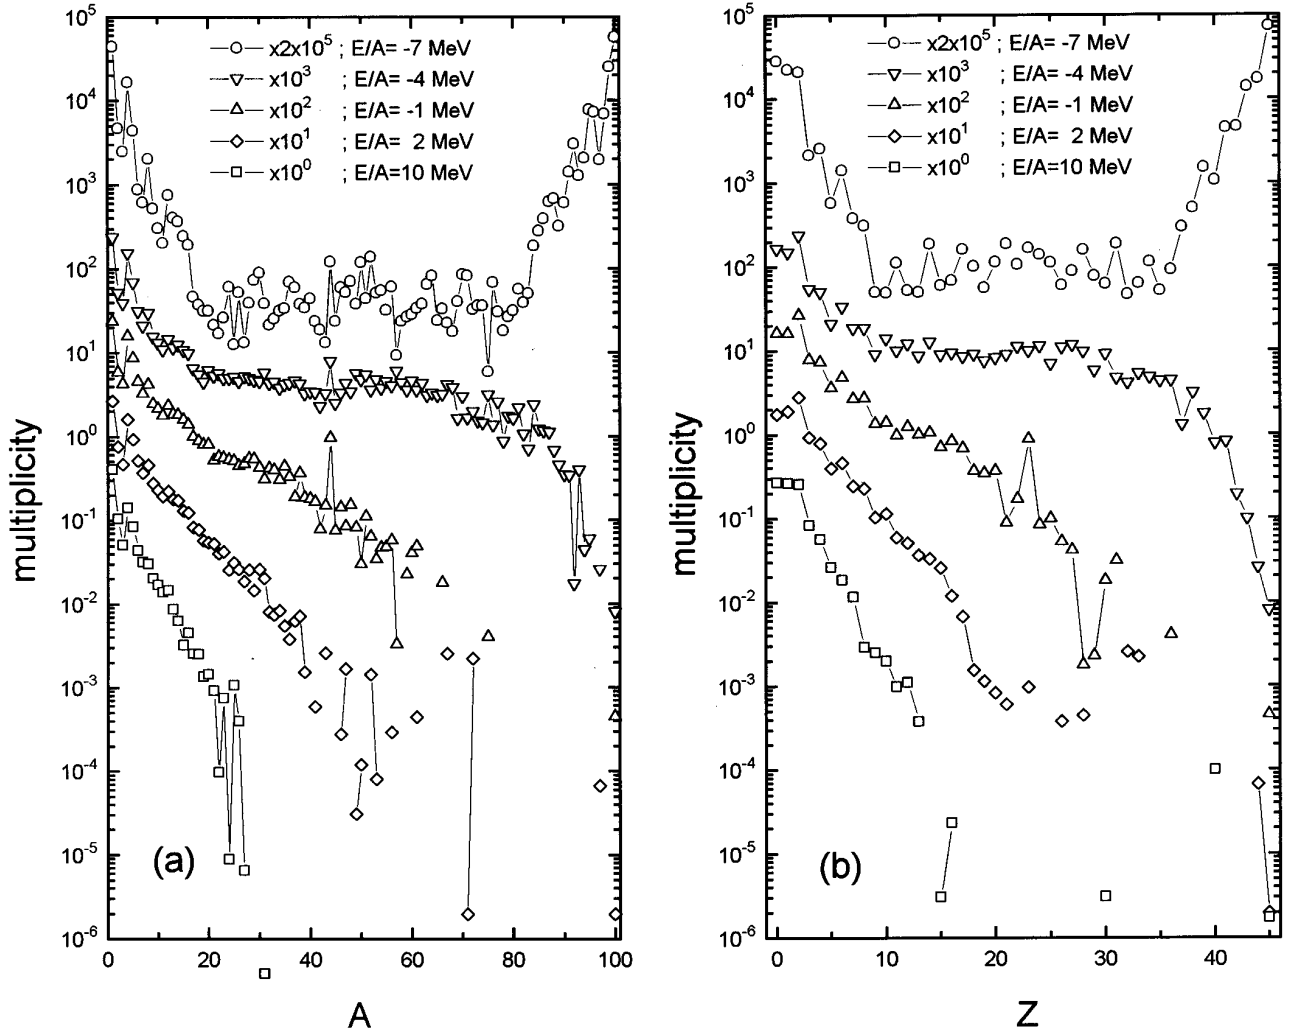 10^5
10^4
10^3
10^2
10^1
10^0
10^-1
10^-2
10^-3
10^-4
10^-5
10^-6
multiplicity
x2x10^5 ; E/A= -7 MeV
x10^3 ; E/A= -4 MeV
x10^2 ; E/A= -1 MeV
x10^1 ; E/A= 2 MeV
x10^0 ; E/A=10 MeV
(a)
0 20 40 60 80 100
A
10^5
10^4
10^3
10^2
10^1
10^0
10^-1
10^-2
10^-3
10^-4
10^-5
10^-6
multiplicity
x2x10^5 ; E/A= -7 MeV
x10^3 ; E/A= -4 MeV
x10^2 ; E/A= -1 MeV
x10^1 ; E/A= 2 MeV
x10^0 ; E/A=10 MeV
(b)
0 10 20 30 40
Z